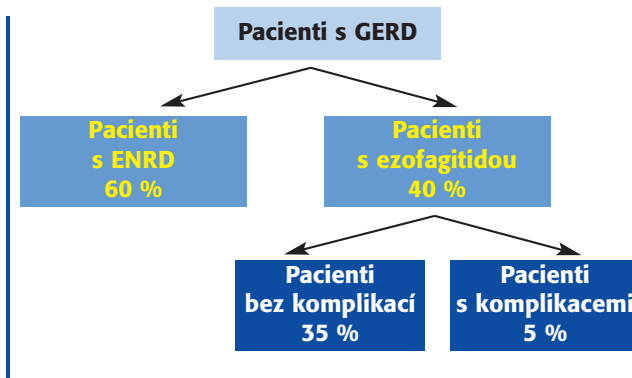 Pacienti s GERD
Pacienti
s ENRD
60 %
Pacienti
s ezofagitidou
40 %
Pacienti
bez komplikací
35 %
Pacienti
s komplikacemi
5 %